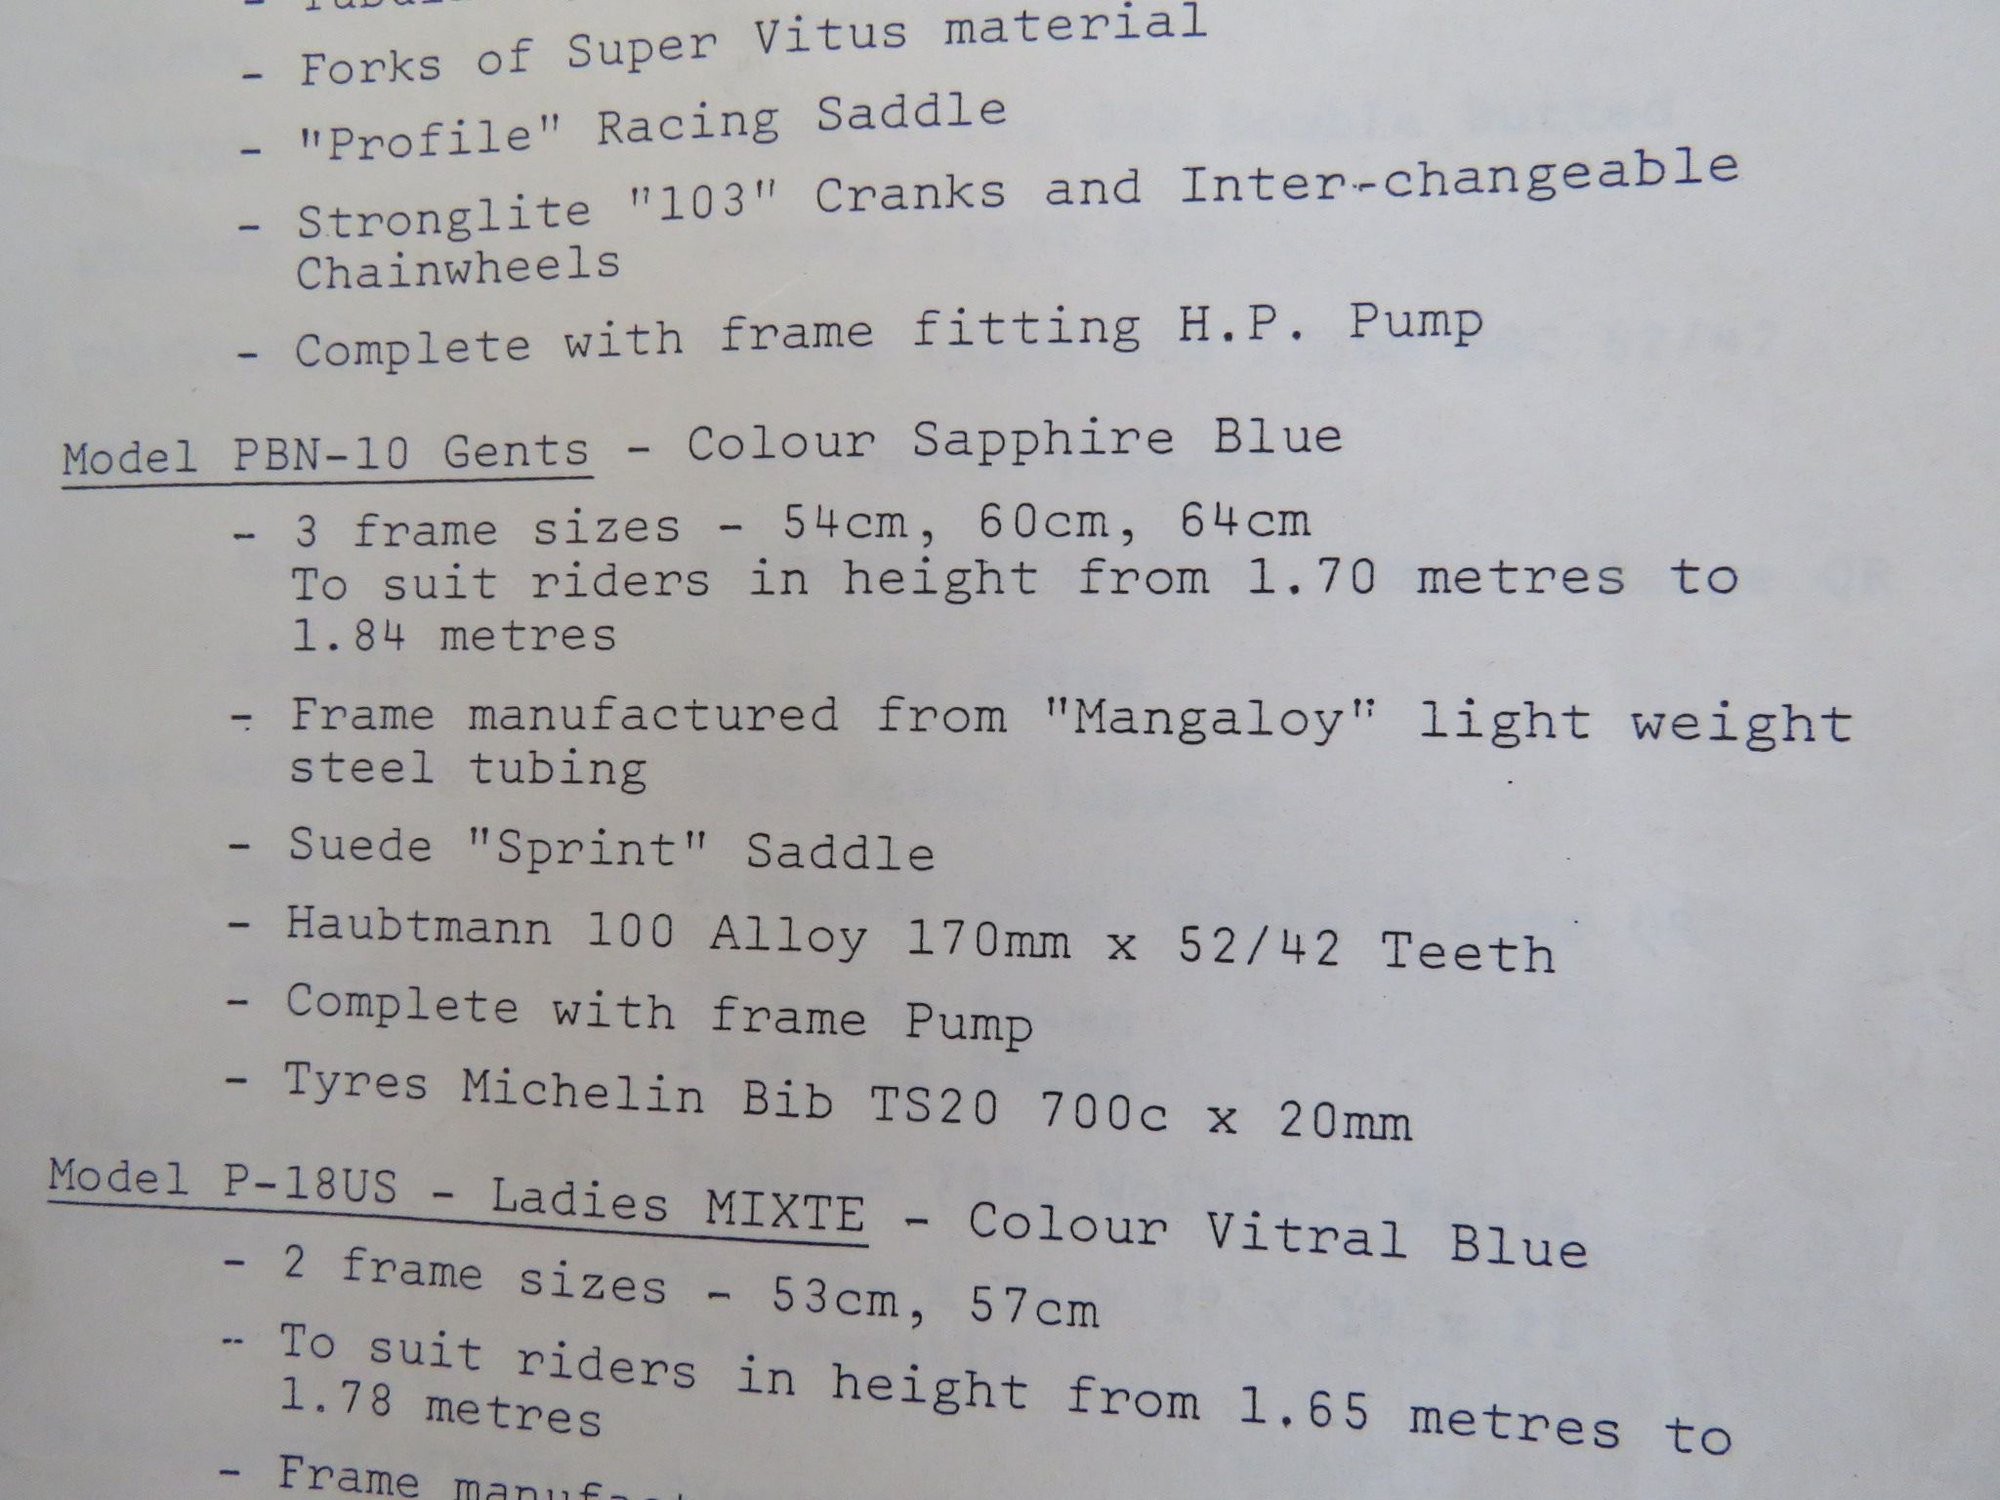 - Forks of Super Vitus material
- "Profile" Racing Saddle
- Stronglite "103" Cranks and Inter-changeable
Chainwheels
- Complete with frame fitting H.P. Pump
Model PBN-10 Gents - Colour Sapphire Blue
- 3 frame sizes - 54cm, 60cm, 64cm
To suit riders in height from 1.70 metres to
1.84 metres
- Frame manufactured from "Mangaloy" light weight
steel tubing
- Suede "Sprint" Saddle
- Haubtmann 100 Alloy 170mm x 52/42 Teeth
- Complete with frame Pump
- Tyres Michelin Bib TS20 700c x 20mm
Model P-18US - Ladies MIXTE - Colour Vitral Blue
- 2 frame sizes - 53cm, 57cm
- To suit riders in height from 1.65 metres to
1.78 metres
- Frame